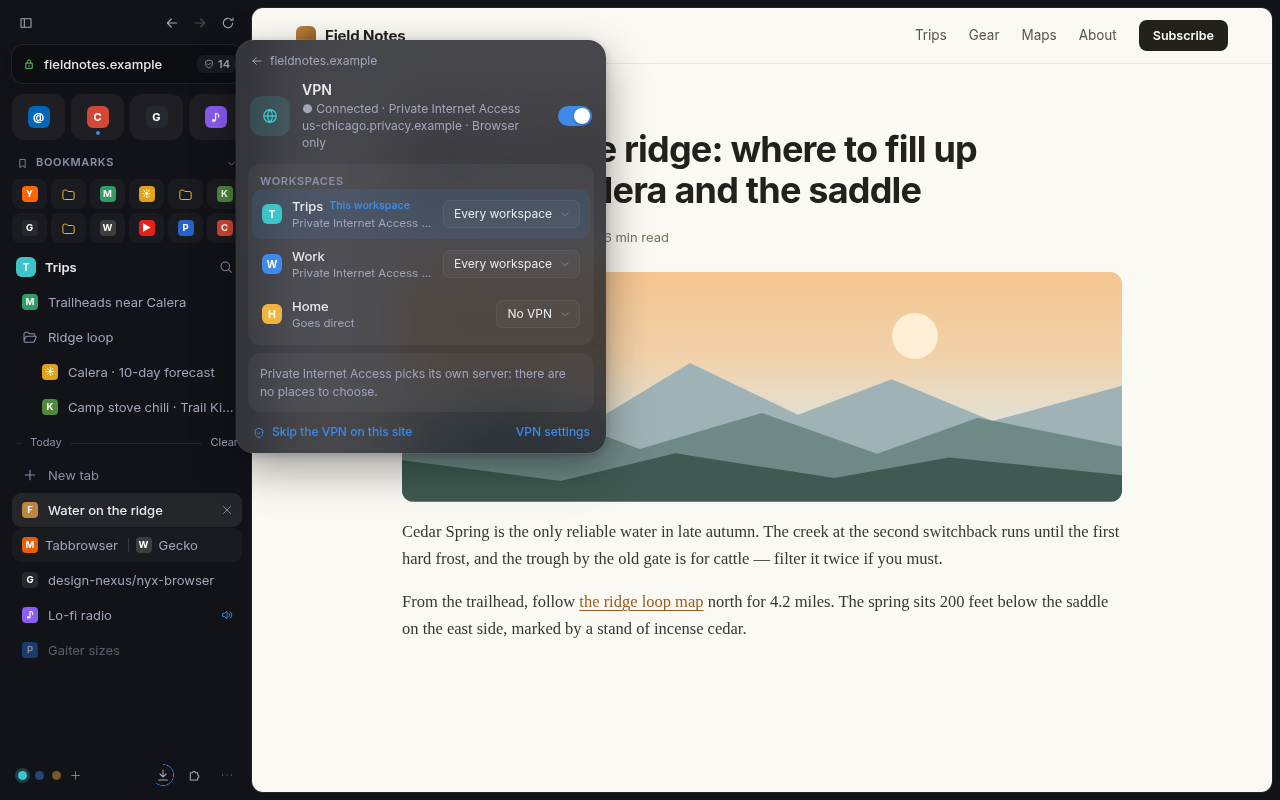 fieldnotes.example
14
@
C
G
BOOKMARKS
Y
M
K
G
W
P
C
T Trips
M Trailheads near Calera
Ridge loop
Calera · 10-day forecast
K Camp stove chili · Trail Ki...
Today
Clear
New tab
F Water on the ridge
M Tabbrowser
W Gecko
G design-nexus/nyx-browser
Lo-fi radio
P Gaiter sizes
fieldnotes.example
VPN
Connected · Private Internet Access
us-chicago.privacy.example · Browser
only
WORKSPACES
T Trips This workspace
Private Internet Access ...
Every workspace
W Work
Private Internet Access ...
Every workspace
H Home
Goes direct
No VPN
Private Internet Access picks its own server: there are
no places to choose.
Skip the VPN on this site
VPN settings
Field Notes
Trips
Gear
Maps
About
Subscribe
ridge: where to fill up
and the saddle
6 min read
Cedar Spring is the only reliable water in late autumn. The creek at the second switchback runs until the first
hard frost, and the trough by the old gate is for cattle — filter it twice if you must.
From the trailhead, follow the ridge loop map north for 4.2 miles. The spring sits 200 feet below the saddle
on the east side, marked by a stand of incense cedar.